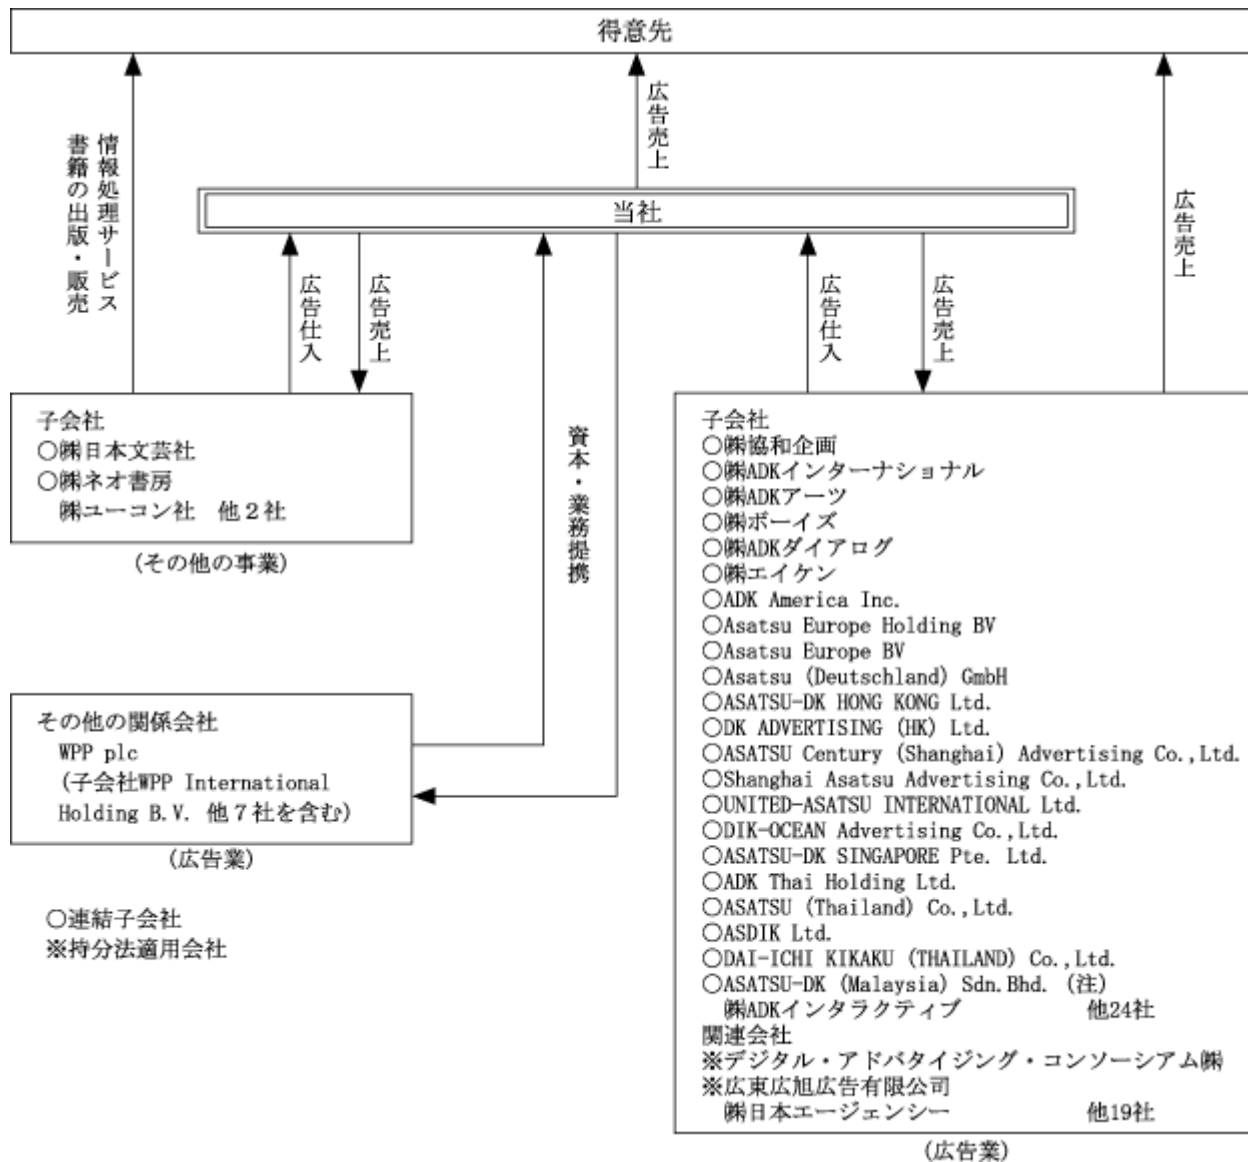 得意先
広告売上
情報処理サービス
書籍の出版・販売
当社
広告売上
広告仕入
広告売上
広告仕入
広告売上
資本・業務提携
子会社
○㈱日本文芸社
○㈱ネオ書房
㈱ユーコン社 他２社
(その他の事業)
その他の関係会社
WPP plc
(子会社WPP International
Holding B.V. 他７社を含む)
(広告業)
○連結子会社
※持分法適用会社
子会社
○㈱協和企画
○㈱ADKインターナショナル
○㈱ADKアーツ
○㈱ボーイズ
○㈱ADKダイアログ
○㈱エイケン
○ADK America Inc.
○Asatsu Europe Holding BV
○Asatsu Europe BV
○Asatsu (Deutschland) GmbH
○ASATSU-DK HONG KONG Ltd.
○DK ADVERTISING (HK) Ltd.
○ASATSU Century (Shanghai) Advertising Co.,Ltd.
○Shanghai Asatsu Advertising Co.,Ltd.
○UNITED-ASATSU INTERNATIONAL Ltd.
○DIK-OCEAN Advertising Co.,Ltd.
○ASATSU-DK SINGAPORE Pte. Ltd.
○ADK Thai Holding Ltd.
○ASATSU (Thailand) Co.,Ltd.
○ASDIK Ltd.
○DAI-ICHI KIKAKU (THAILAND) Co.,Ltd.
○ASATSU-DK (Malaysia) Sdn.Bhd. (注)
㈱ADKインタラクティブ 他24社
関連会社
※デジタル・アドバタイジング・コンソーシアム㈱
※広東広旭広告有限公司
㈱日本エージェンシー 他19社
(広告業)